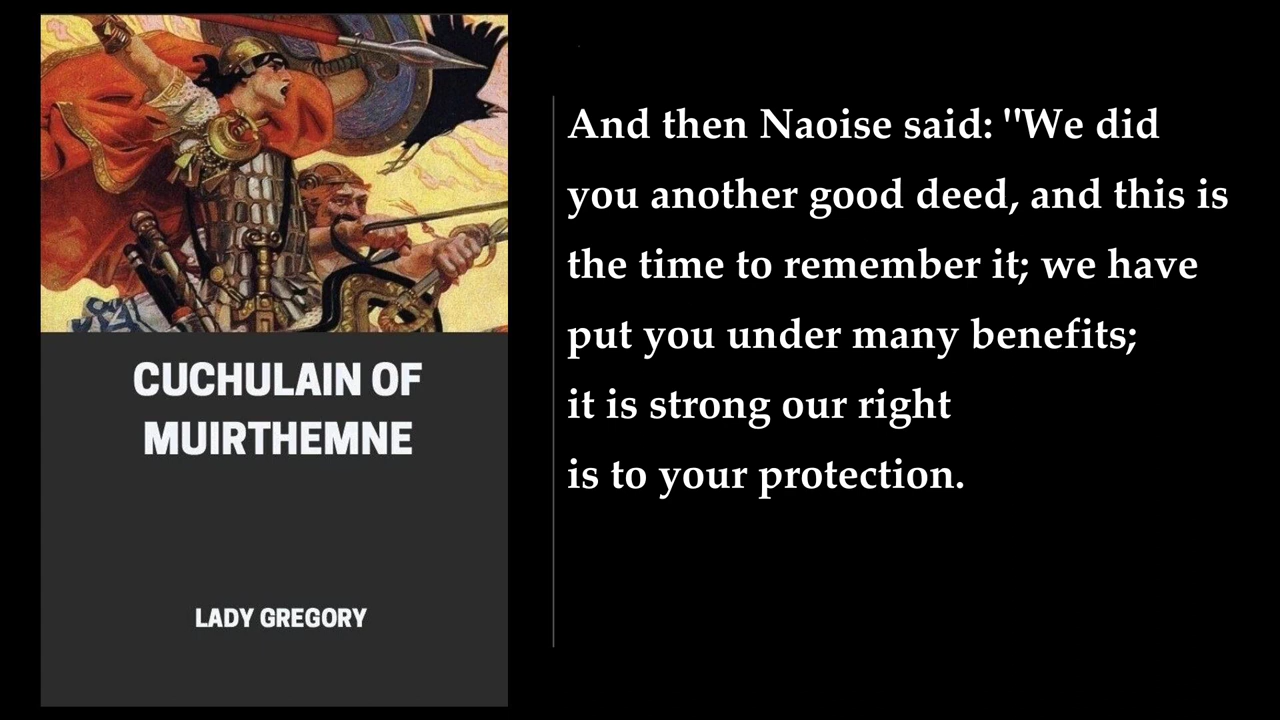 CUCHULAIN OF
MUIRTHEMNE
LADY GREGORY
And then Naoise said: "We did
you another good deed, and this is
the time to remember it; we have
put you under many benefits;
it is strong our right
is to your protection.